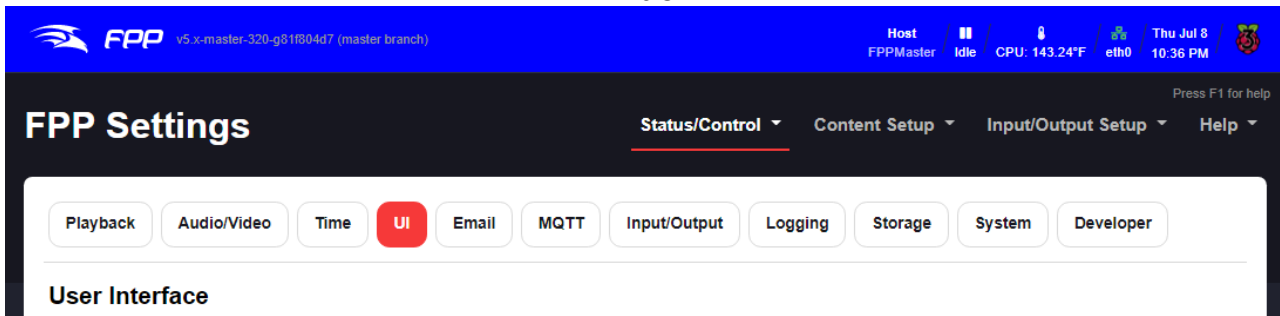 FPP v5.x-master-320-g81f804d7 (master branch)
Host
FPPMaster
Idle
CPU: 143.24°F
eth0
Thu Jul 8
10:36 PM
Press F1 for help
FPP Settings
Status/Control
Content Setup
Input/Output Setup
Help
Playback
Audio/Video
Time
UI
Email
MQTT
Input/Output
Logging
Storage
System
Developer
User Interface